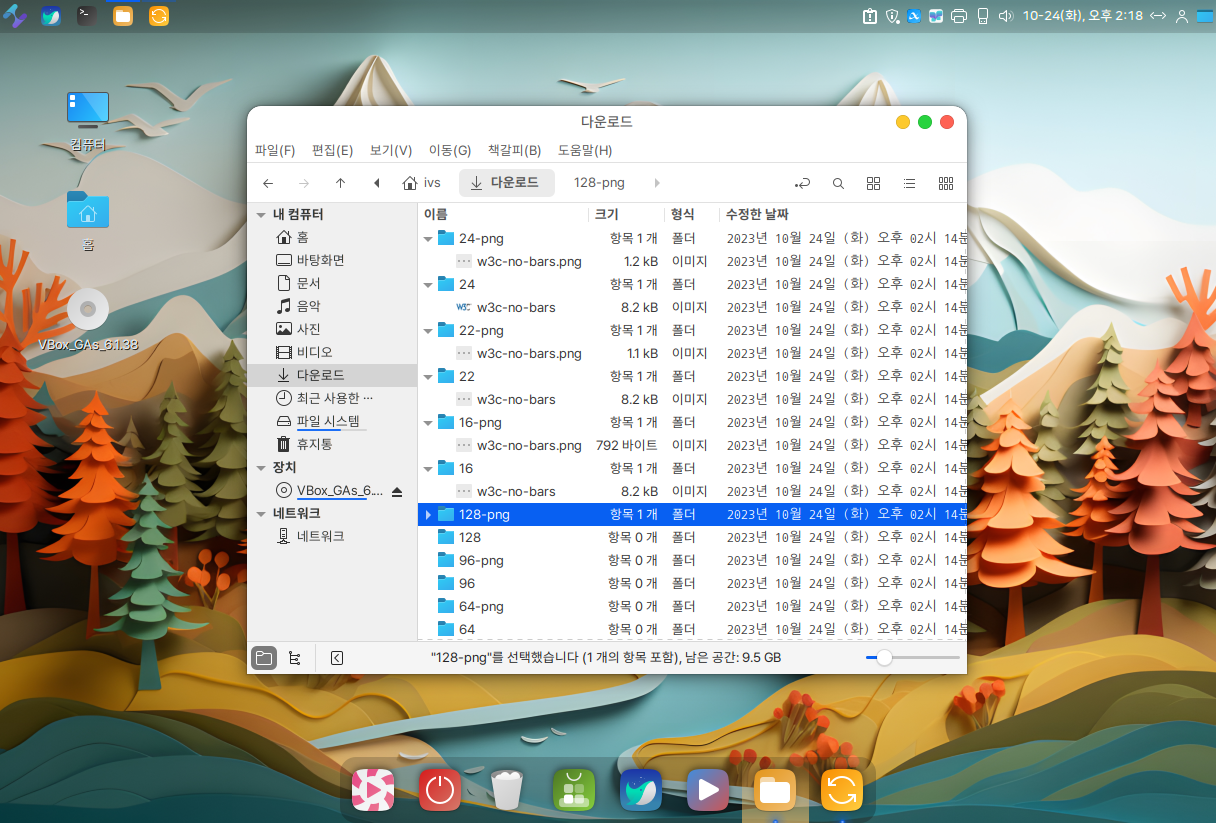 10-24(화), 오후 2:18
컴퓨터
홈
VBox_GAs_6.1.38
다운로드
파일(F) 편집(E) 보기(V) 이동(G) 책갈피(B) 도움말(H)
ivs 다운로드 128-png
내 컴퓨터
홈
바탕화면
문서
음악
사진
비디오
다운로드
최근 사용한 ···
파일 시스템
휴지통
장치
VBox_GAs_6....
네트워크
네트워크
이름 크기 형식 수정한 날짜
24-png 항목 1 개 폴더 2023년 10월 24일 (화) 오후 02시 14분
w3c-no-bars.png 1.2 kB 이미지 2023년 10월 24일 (화) 오후 02시 14분
24 항목 1 개 폴더 2023년 10월 24일 (화) 오후 02시 14분
W3C w3c-no-bars 8.2 kB 이미지 2023년 10월 24일 (화) 오후 02시 14분
22-png 항목 1 개 폴더 2023년 10월 24일 (화) 오후 02시 14분
w3c-no-bars.png 1.1 kB 이미지 2023년 10월 24일 (화) 오후 02시 14분
22 항목 1 개 폴더 2023년 10월 24일 (화) 오후 02시 14분
w3c-no-bars 8.2 kB 이미지 2023년 10월 24일 (화) 오후 02시 14분
16-png 항목 1 개 폴더 2023년 10월 24일 (화) 오후 02시 14분
w3c-no-bars.png 792 바이트 이미지 2023년 10월 24일 (화) 오후 02시 14분
16 항목 1 개 폴더 2023년 10월 24일 (화) 오후 02시 14분
w3c-no-bars 8.2 kB 이미지 2023년 10월 24일 (화) 오후 02시 14분
128-png 항목 1 개 폴더 2023년 10월 24일 (화) 오후 02시 14분
128 항목 0 개 폴더 2023년 10월 24일 (화) 오후 02시 14분
96-png 항목 0 개 폴더 2023년 10월 24일 (화) 오후 02시 14분
96 항목 0 개 폴더 2023년 10월 24일 (화) 오후 02시 14분
64-png 항목 0 개 폴더 2023년 10월 24일 (화) 오후 02시 14분
64 항목 0 개 폴더 2023년 10월 24일 (화) 오후 02시 14분
"128-png"를 선택했습니다 (1 개의 항목 포함), 남은 공간: 9.5 GB